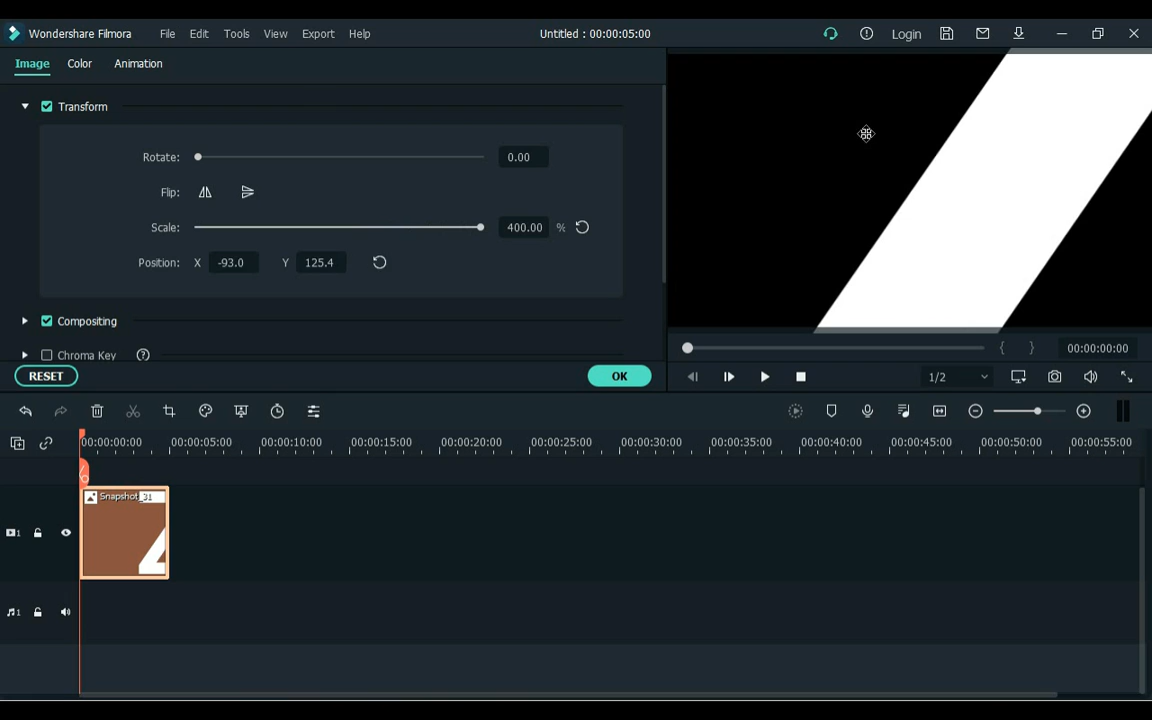 Wondershare Filmora File Edit Tools View Export Help Untitled : 00:00:05:00 Login
Image Color Animation
Transform
Rotate: 0.00
Flip:
Scale: 400.00 %
Position: X -93.0 Y 125.4
Compositing
Chroma Key
{ } 00:00:00:00
RESET OK 1/2
00:00:00:00 00:00:05:00 00:00:10:00 00:00:15:00 00:00:20:00 00:00:25:00 00:00:30:00 00:00:35:00 00:00:40:00 00:00:45:00 00:00:50:00 00:00:55:00
Snapshot_31
1
1